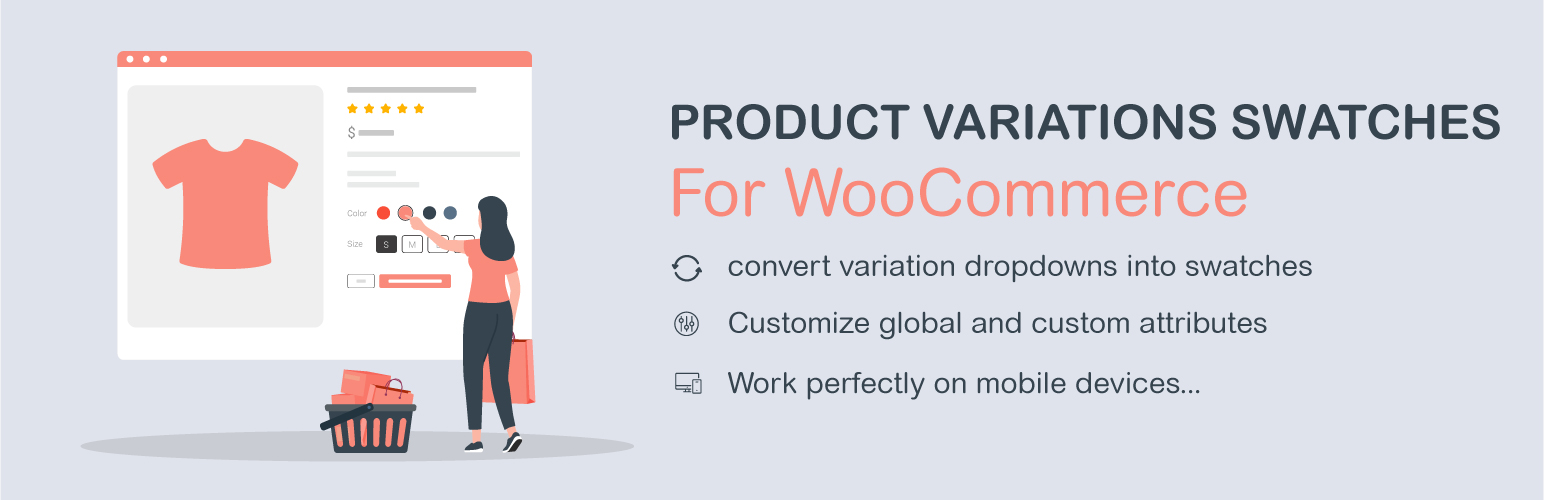 $
Color
Size S M
PRODUCT VARIATIONS SWATCHES
For WooCommerce
convert variation dropdowns into swatches
Customize global and custom attributes
Work perfectly on mobile devices...